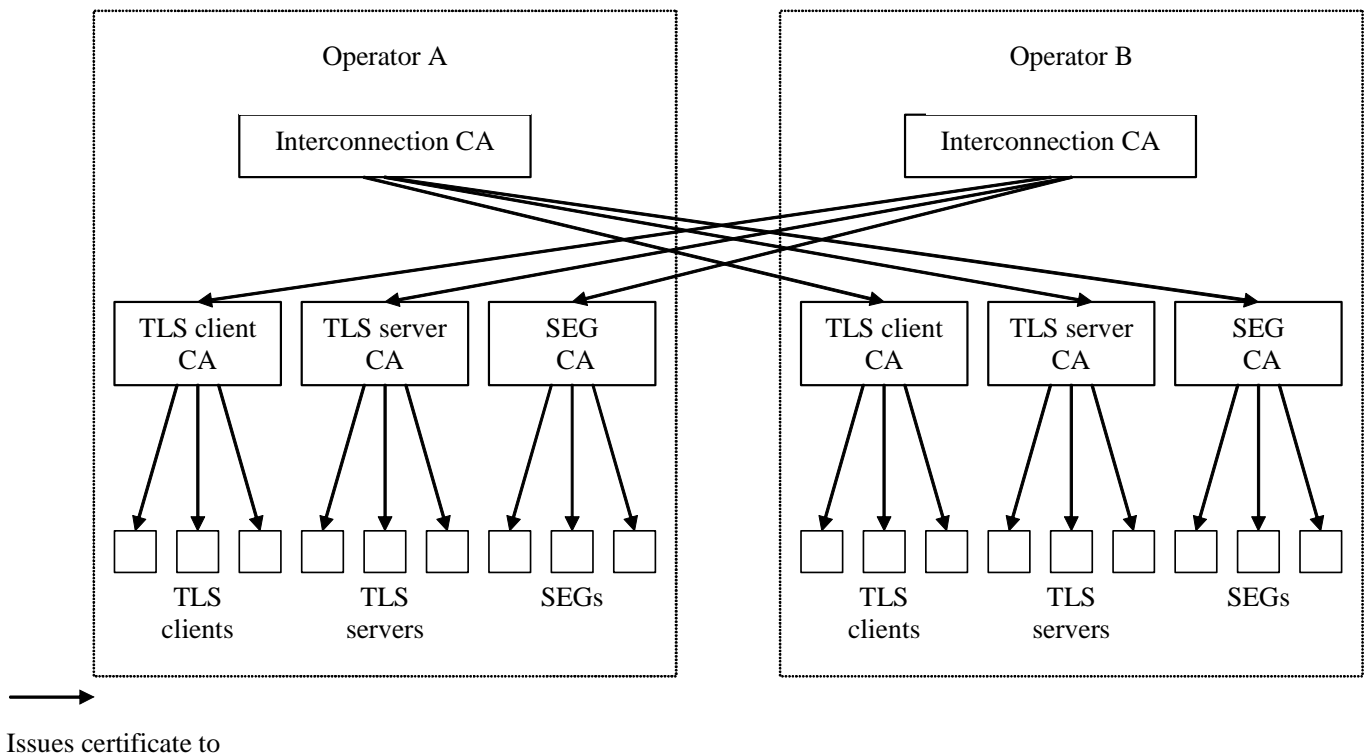 Operator A
Operator B
Interconnection CA
Interconnection CA
TLS client
CA
TLS server
CA
SEG
CA
TLS client
CA
TLS server
CA
SEG
CA
TLS
clients
TLS
servers
SEGs
TLS
clients
TLS
servers
SEGs
Issues certificate to